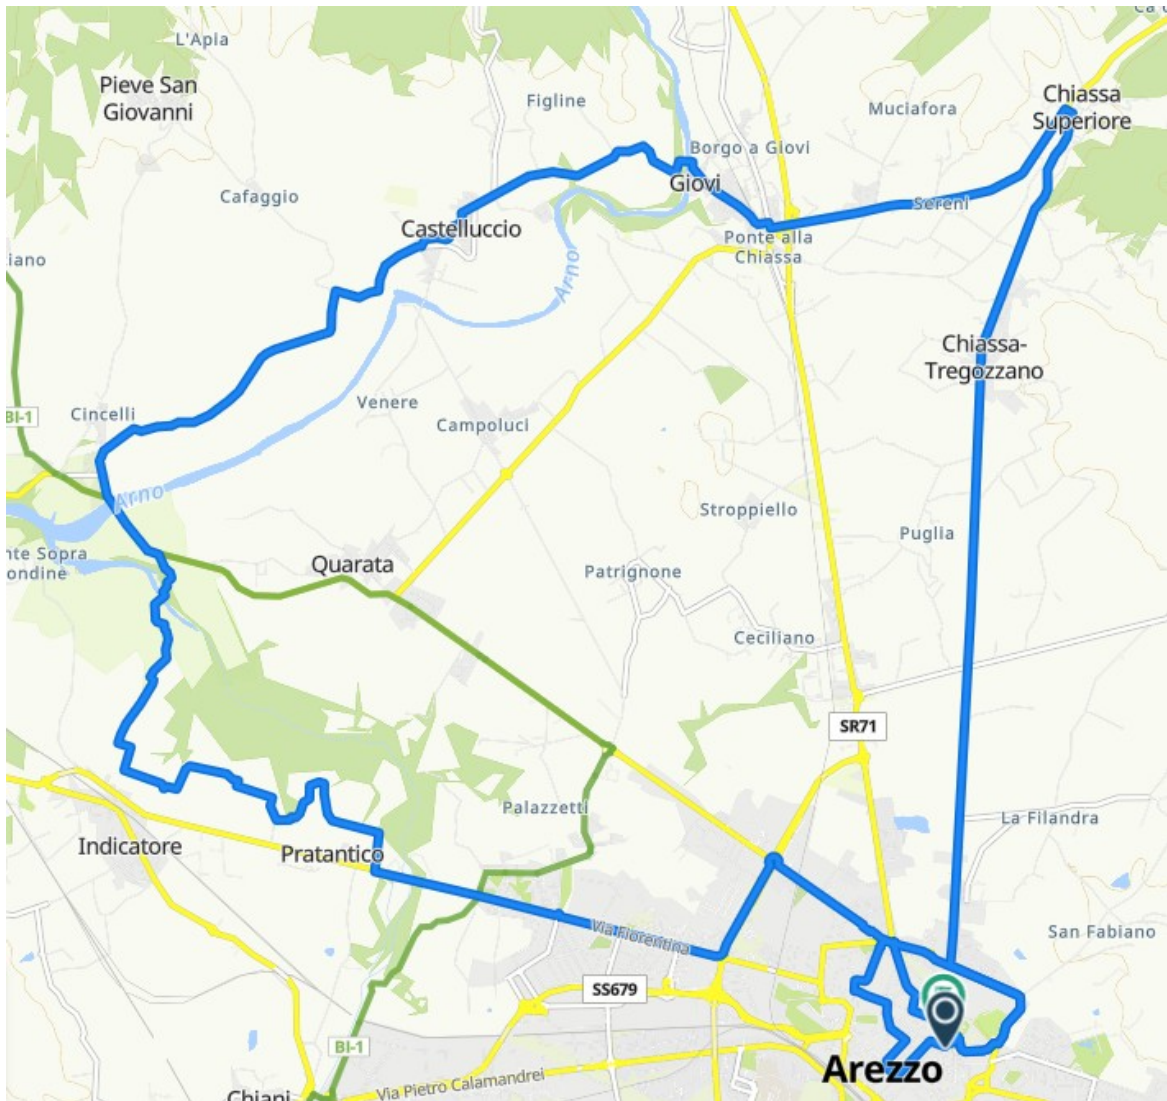 L'Apia
Pieve San
Giovanni
Figline
Muciafora
Chiassa
Superiore
Borgo a Giovi
Giovi
Cafaggio
Castelluccio
Sereni
Ponte alla
Chiassa
iano
Arno
Chiassa-
Tregozzano
BI-1
Cincelli
Venere
Campoluci
Arno
Stroppiello
Puglia
nte Sopra
ondine
Quarata
Patrignone
Ceciliano
SR71
Palazzetti
La Filandra
Indicatore
Pratantico
Via Fiorentina
San Fabiano
SS679
BI-1
Arezzo
Via Pietro Calamandrei
Chiani